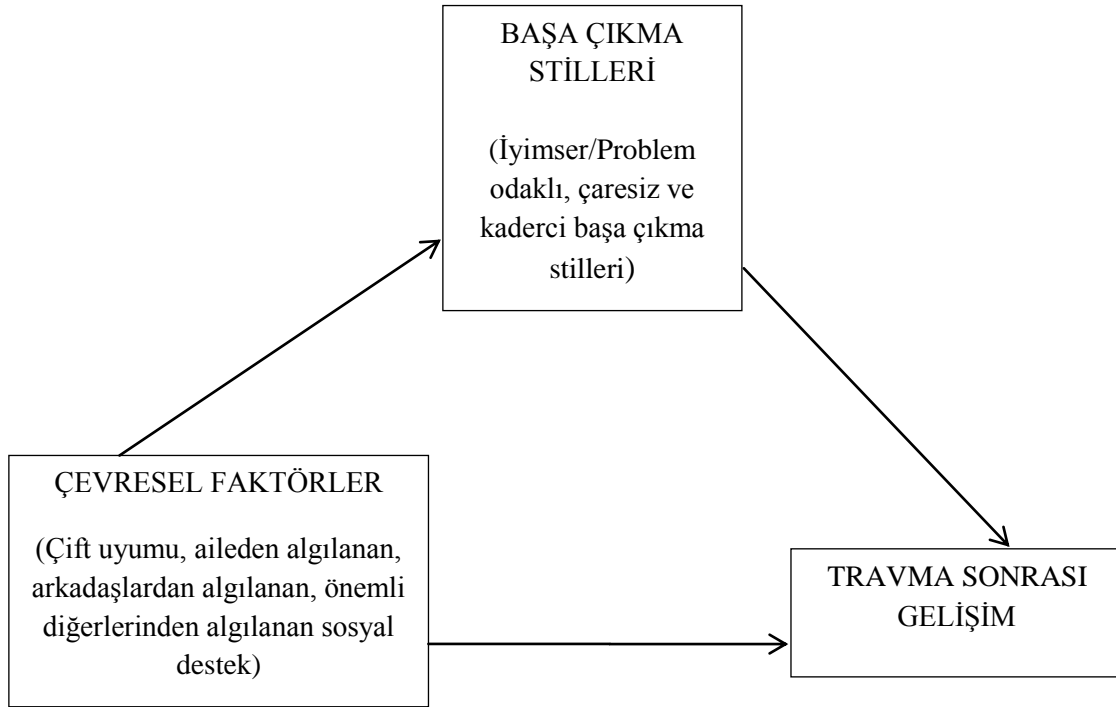 BAŞA ÇIKMA
STİLLERİ
(İyimser/Problem
odaklı, çaresiz ve
kaderci başa çıkma
stilleri)
ÇEVRESEL FAKTÖRLER
(Çift uyumu, aileden algılanan,
arkadaşlardan algılanan, önemli
diğerlerinden algılanan sosyal
destek)
TRAVMA SONRASI
GELİŞİM